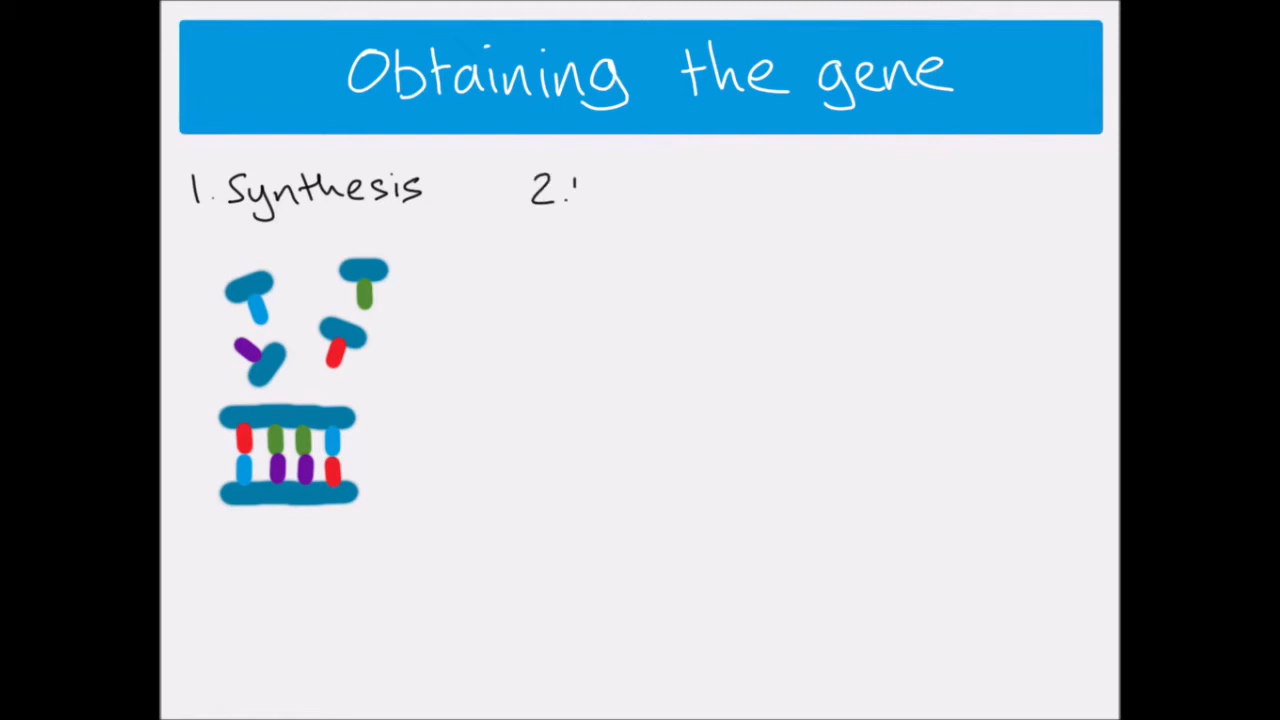 Obtaining the gene
1. Synthesis 2.